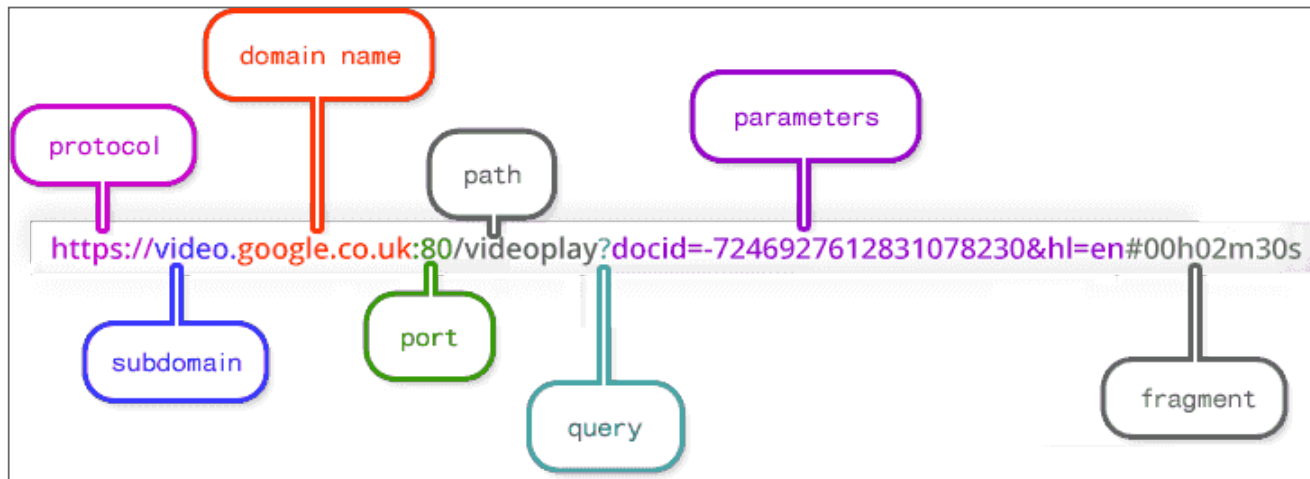 domain name
parameters
protocol
path
https://video.google.co.uk:80/videoplay?docid=-7246927612831078230&hl=en#00h02m30s
port
subdomain
fragment
query